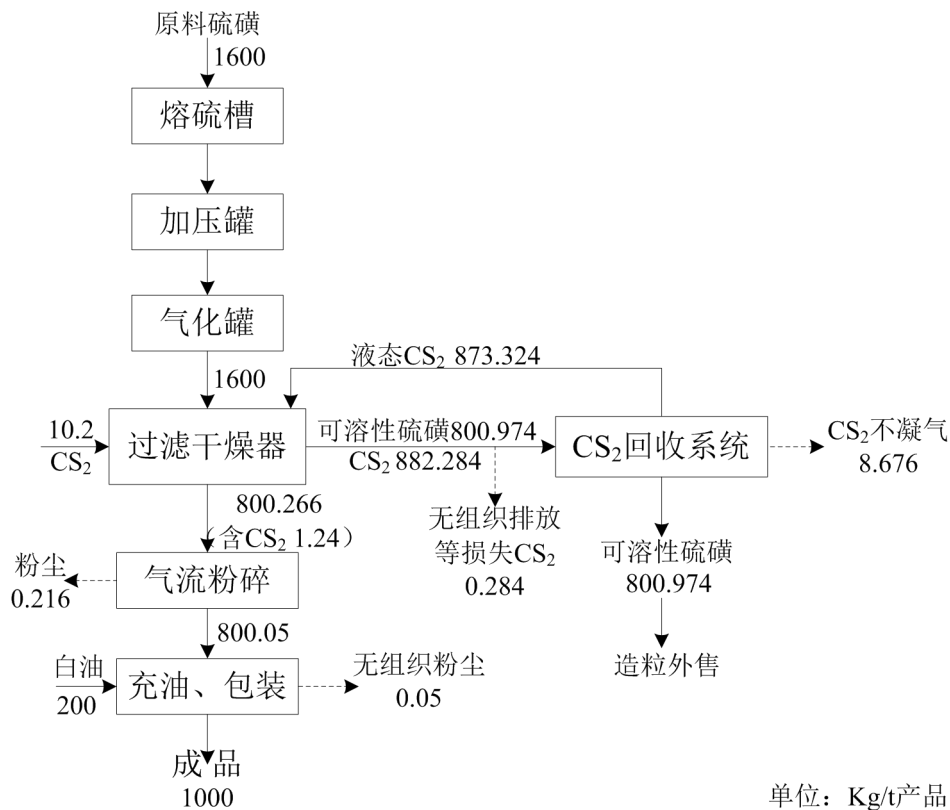 原料硫磺
1600
熔硫槽
加压罐
气化罐
1600
液态CS₂ 873.324
10.2
CS₂
过滤干燥器
可溶性硫磺800.974
CS₂ 882.284
CS₂回收系统
CS₂不凝气
8.676
800.266
（含CS₂ 1.24）
无组织排放
等损失CS₂
0.284
可溶性硫磺
800.974
粉尘
0.216
气流粉碎
800.05
造粒外售
白油
200
充油、包装
无组织粉尘
0.05
成品
1000
单位：Kg/t产品